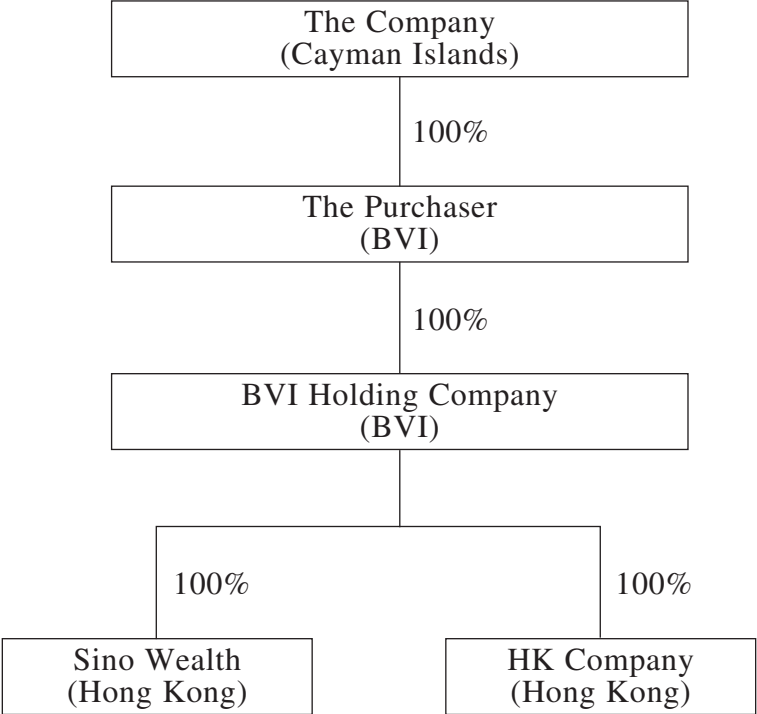 The Company
(Cayman Islands)
100%
The Purchaser
(BVI)
100%
BVI Holding Company
(BVI)
100%
100%
Sino Wealth
(Hong Kong)
HK Company
(Hong Kong)